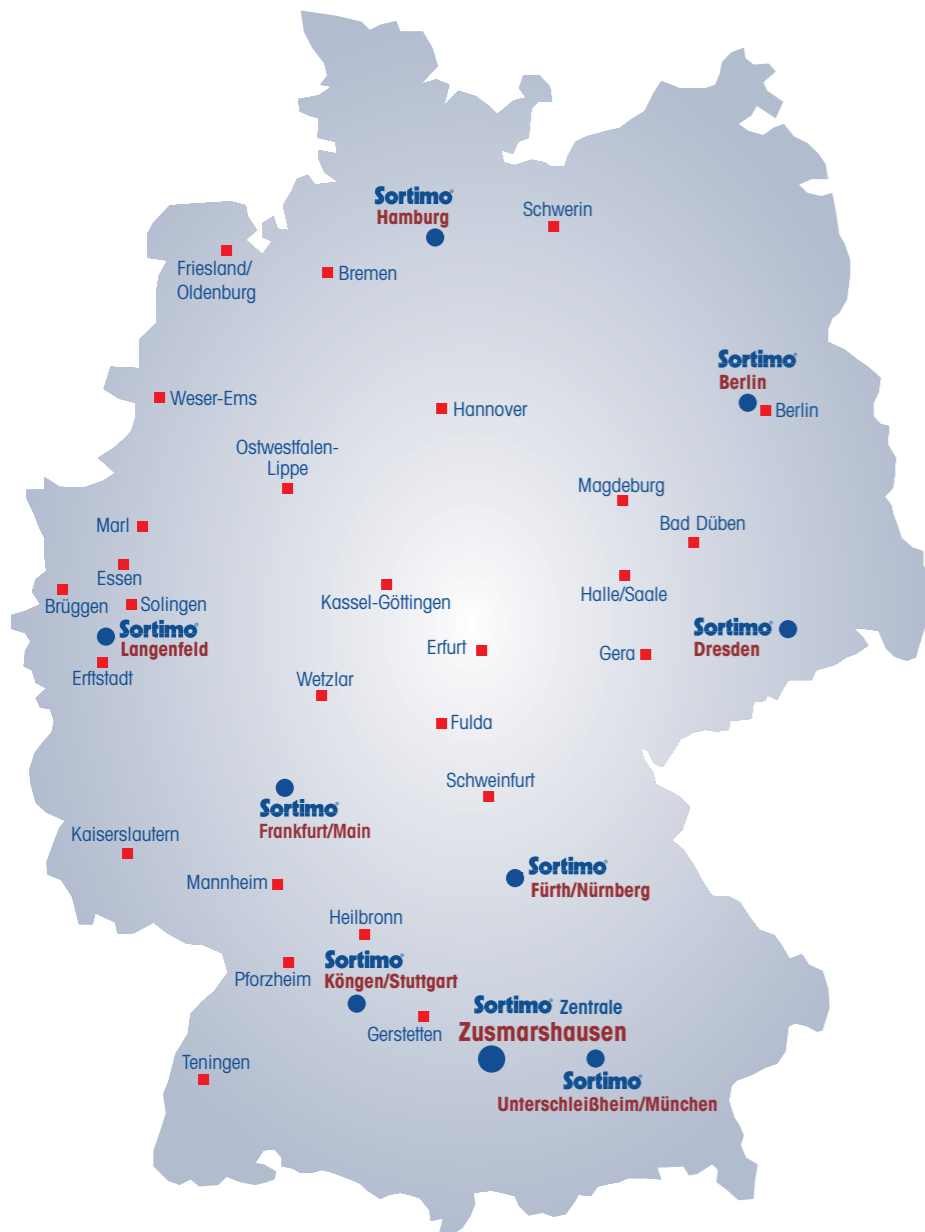 Sortimo®
Hamburg
Schwerin
Friesland/
Oldenburg
Bremen
Sortimo®
Berlin
Berlin
Weser-Ems
Hannover
Ostwestfalen-
Lippe
Magdeburg
Bad Düben
Marl
Essen
Brüggen
Solingen
Kassel-Göttingen
Halle/Saale
Sortimo®
Langenfeld
Erfurt
Gera
Sortimo®
Dresden
Erftstadt
Wetzlar
Fulda
Schweinfurt
Sortimo®
Frankfurt/Main
Kaiserslautern
Sortimo®
Fürth/Nürnberg
Mannheim
Heilbronn
Sortimo®
Köngen/Stuttgart
Pforzheim
Sortimo® Zentrale
Zusmarshausen
Gerstetten
Teningen
Sortimo®
Unterschleißheim/München